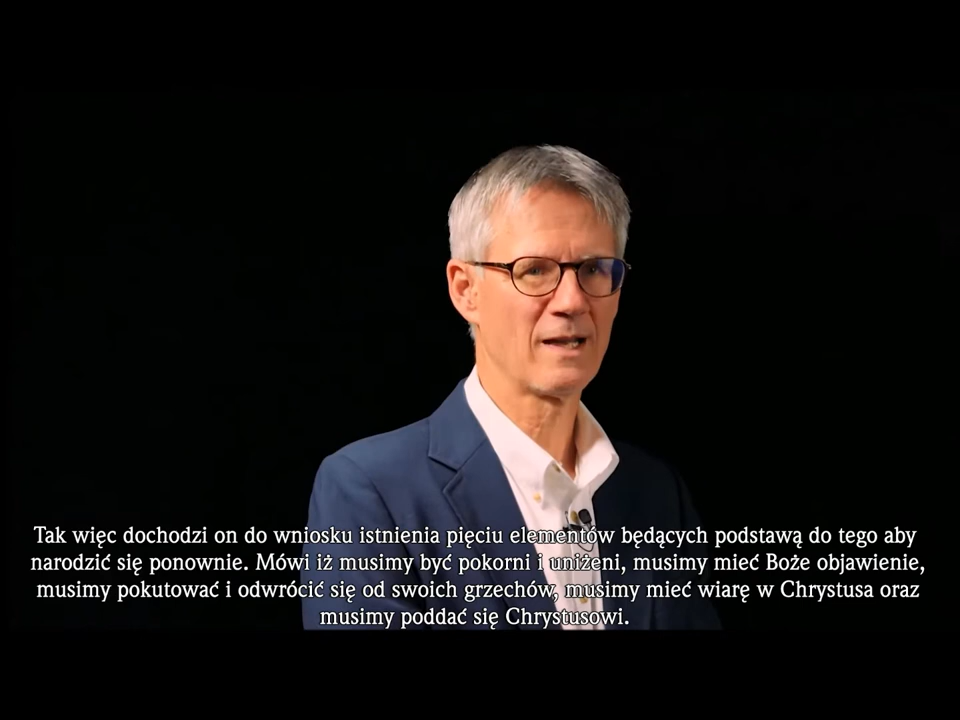 Tak więc dochodzi on do wniosku istnienia pięciu elementów będących podstawą do tego aby
narodzić się ponownie. Mówi iż musimy być pokorni i uniżeni, musimy mieć Boże objawienie,
musimy pokutować i odwrócić się od swoich grzechów, musimy mieć wiarę w Chrystusa oraz
musimy poddać się Chrystusowi.